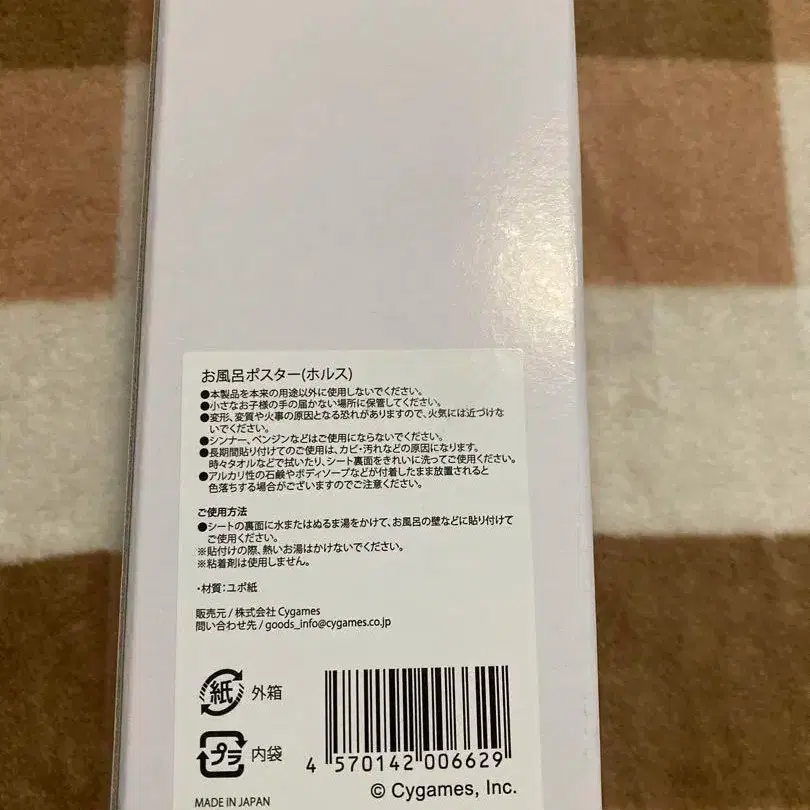 お風呂ポスター(ホルス)
●本製品を本来の用途以外に使用しないでください。
●小さなお子様の手の届かない場所に保管してください。
●変形、変質や火事の原因となる恐れがありますので、火気には近づけな
いでください。
●シンナー、ベンジンなどはご使用にならないでください。
●長期間貼り付けてのご使用は、カビ・汚れなどの原因になります。
時々タオルなどで拭いたり、シート裏面をきれいに洗ってご使用ください。
●アルカリ性の石鹸やボディソープなどが付着したまま放置されると
色落ちする場合がございますのでご注意ください。
ご使用方法
●シートの裏面に水またはぬるま湯をかけて、お風呂の壁などに貼り付けて
ご使用ください。
※貼付けの際、熱いお湯はかけないでください。
※粘着剤は使用しません。
・材質：ユポ紙
販売元 / 株式会社 Cygames
問い合わせ先 / goods_info@cygames.co.jp
紙 外箱
プラ 内袋
4 570142 006629
© Cygames, Inc.
MADE IN JAPAN